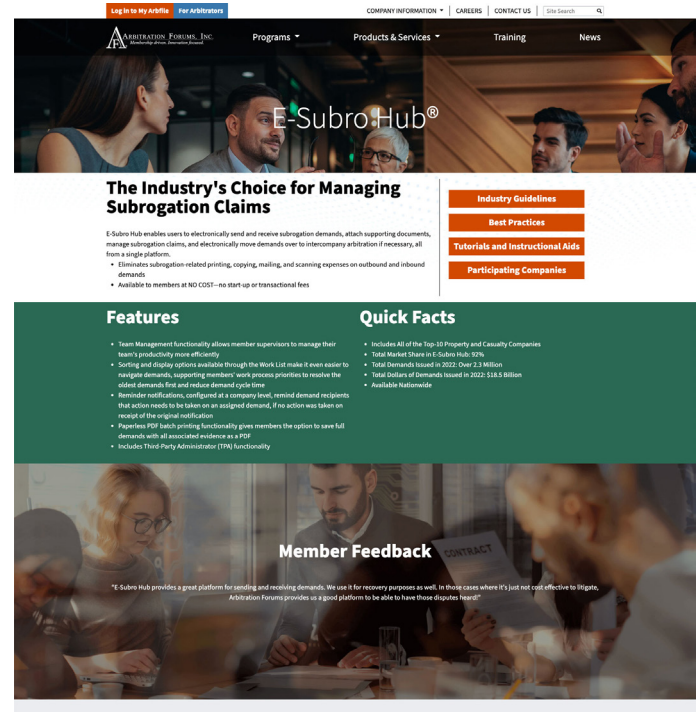 Log in to My Arbfile For Arbitrators COMPANY INFORMATION CAREERS CONTACT US Site Search
ARBITRATION FORUMS, INC.
Membership driven. Innovation focused.
Programs Products & Services Training News
E-Subro Hub®
The Industry's Choice for Managing
Subrogation Claims
E-Subro Hub enables users to electronically send and receive subrogation demands, attach supporting documents,
manage subrogation claims, and electronically move demands over to intercompany arbitration if necessary, all
from a single platform.
• Eliminates subrogation-related printing, copying, mailing, and scanning expenses on outbound and inbound
demands
• Available to members at NO COST—no start-up or transactional fees
Industry Guidelines
Best Practices
Tutorials and Instructional Aids
Participating Companies
Features
• Team Management functionality allows member supervisors to manage their
team's productivity more efficiently
• Sorting and display options available through the Work List make it even easier to
navigate demands, supporting members' work process priorities to resolve the
oldest demands first and reduce demand cycle time
• Reminder notifications, configured at a company level, remind demand recipients
that action needs to be taken on an assigned demand, if no action was taken on
receipt of the original notification
• Paperless PDF batch printing functionality gives members the option to save full
demands with all associated evidence as a PDF
• Includes Third-Party Administrator (TPA) functionality
Quick Facts
• Includes All of the Top-10 Property and Casualty Companies
• Total Market Share in E-Subro Hub: 92%
• Total Demands Issued in 2022: Over 2.3 Million
• Total Dollars of Demands Issued in 2022: $18.5 Billion
• Available Nationwide
Member Feedback
CONTRACT
"E-Subro Hub provides a great platform for sending and receiving demands. We use it for recovery purposes as well. In those cases where it's just not cost effective to litigate,
Arbitration Forums provides us a good platform to be able to have those disputes heard!"